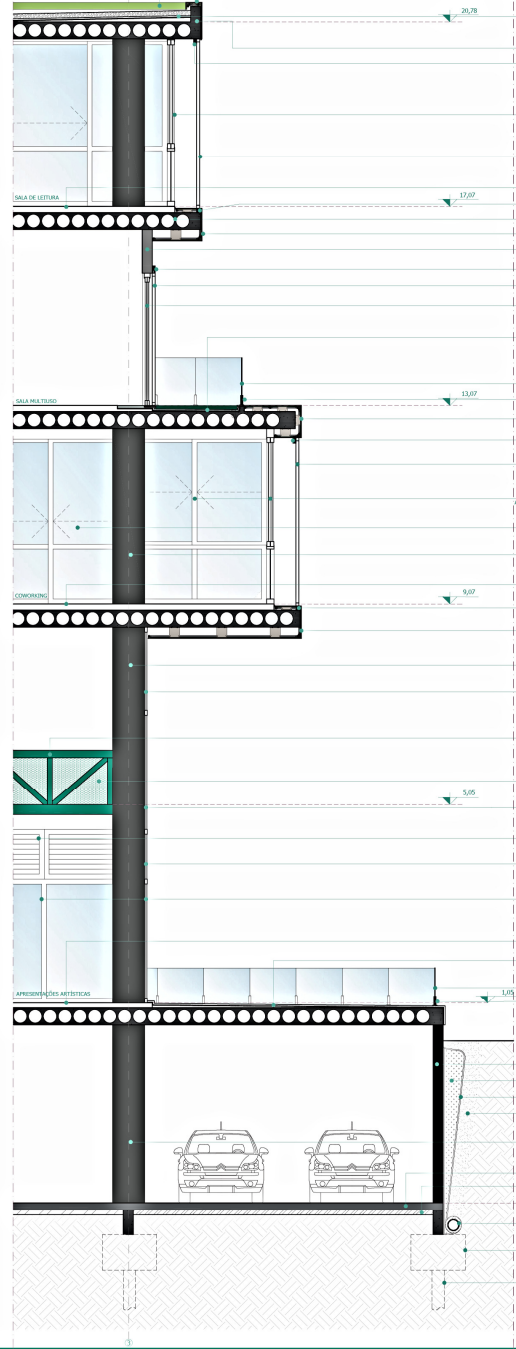 20,78
SALA DE LEITURA
17,07
SALA MULTIUSO
13,07
COWORKING
9,07
5,05
APRESENTAÇÕES ARTÍSTICAS
1,05